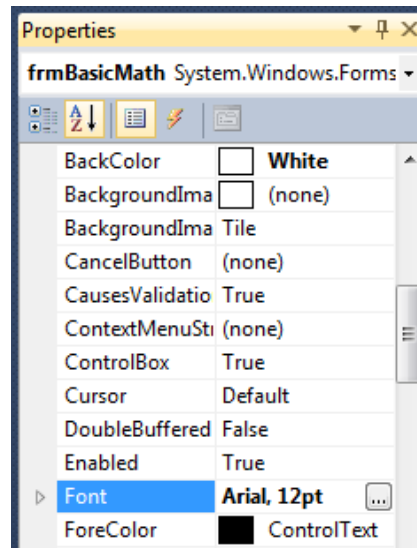 Properties
frmBasicMath System.Windows.Forms
A
Z
BackColor White
BackgroundIma (none)
BackgroundIma Tile
CancelButton (none)
CausesValidatio True
ContextMenuStr (none)
ControlBox True
Cursor Default
DoubleBuffered False
Enabled True
Font Arial, 12pt ...
ForeColor ControlText